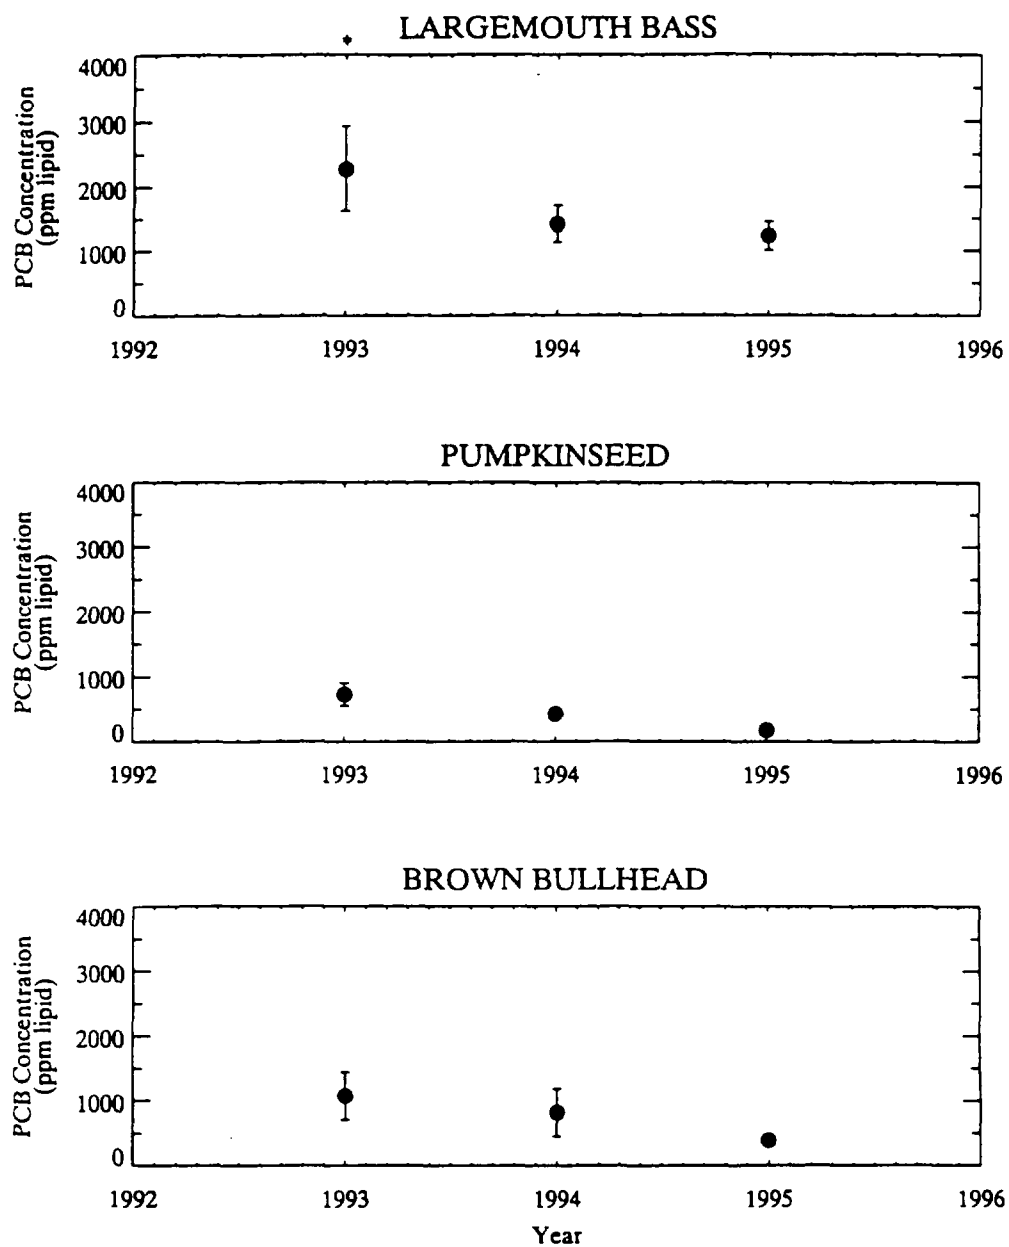 *
LARGEMOUTH BASS
PCB Concentration
(ppm lipid)
4000
3000
2000
1000
0
1992 1993 1994 1995 1996
PUMPKINSEED
PCB Concentration
(ppm lipid)
4000
3000
2000
1000
0
1992 1993 1994 1995 1996
BROWN BULLHEAD
PCB Concentration
(ppm lipid)
4000
3000
2000
1000
0
1992 1993 1994 1995 1996
Year